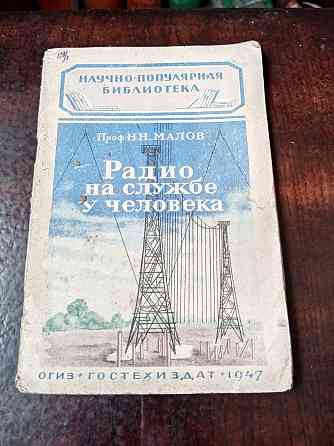 НАУЧНО-ПОПУЛЯРНАЯ
БИБЛИОТЕКА
Проф. Н.Н. МАЛОВ
Радио
на службе
у человека
ОГИЗ • ГОСТЕХИЗДАТ • 1947